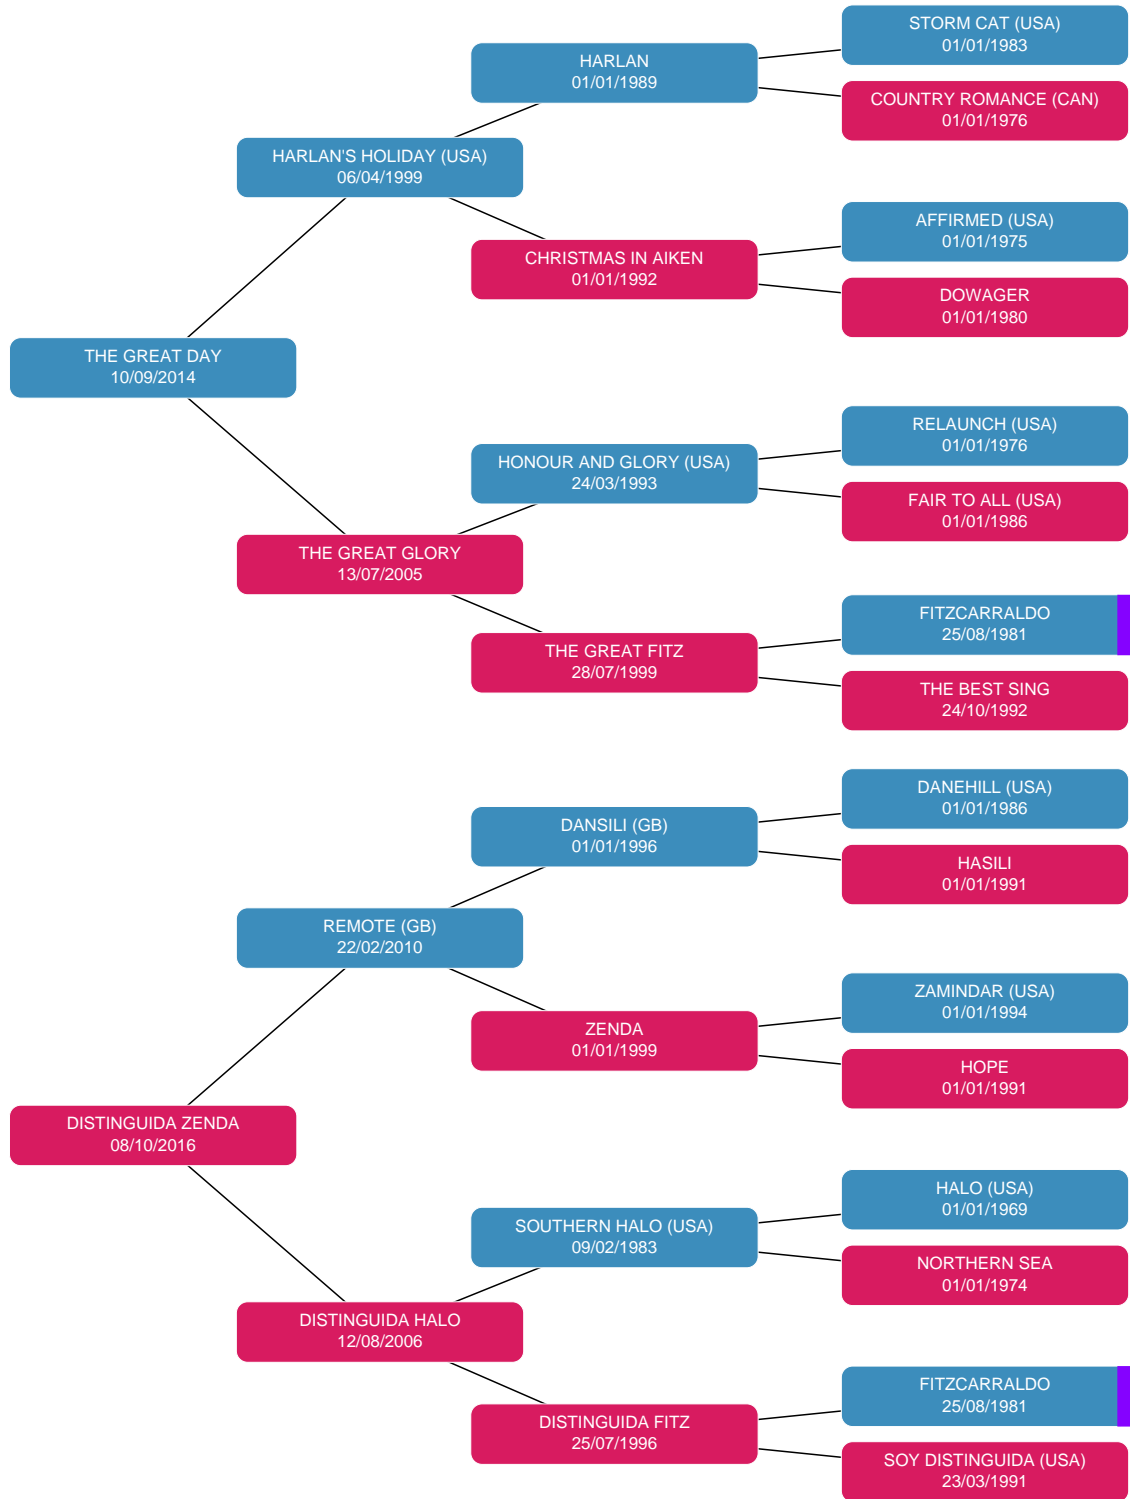 STORM CAT (USA)
01/01/1983
HARLAN
01/01/1989
COUNTRY ROMANCE (CAN)
01/01/1976
HARLAN'S HOLIDAY (USA)
06/04/1999
AFFIRMED (USA)
01/01/1975
CHRISTMAS IN AIKEN
01/01/1992
DOWAGER
01/01/1980
THE GREAT DAY
10/09/2014
RELAUNCH (USA)
01/01/1976
HONOUR AND GLORY (USA)
24/03/1993
FAIR TO ALL (USA)
01/01/1986
THE GREAT GLORY
13/07/2005
FITZCARRALDO
25/08/1981
THE GREAT FITZ
28/07/1999
THE BEST SING
24/10/1992
DANEHILL (USA)
01/01/1986
DANSILI (GB)
01/01/1996
HASILI
01/01/1991
REMOTE (GB)
22/02/2010
ZAMINDAR (USA)
01/01/1994
ZENDA
01/01/1999
HOPE
01/01/1991
DISTINGUIDA ZENDA
08/10/2016
HALO (USA)
01/01/1969
SOUTHERN HALO (USA)
09/02/1983
NORTHERN SEA
01/01/1974
DISTINGUIDA HALO
12/08/2006
FITZCARRALDO
25/08/1981
DISTINGUIDA FITZ
25/07/1996
SOY DISTINGUIDA (USA)
23/03/1991